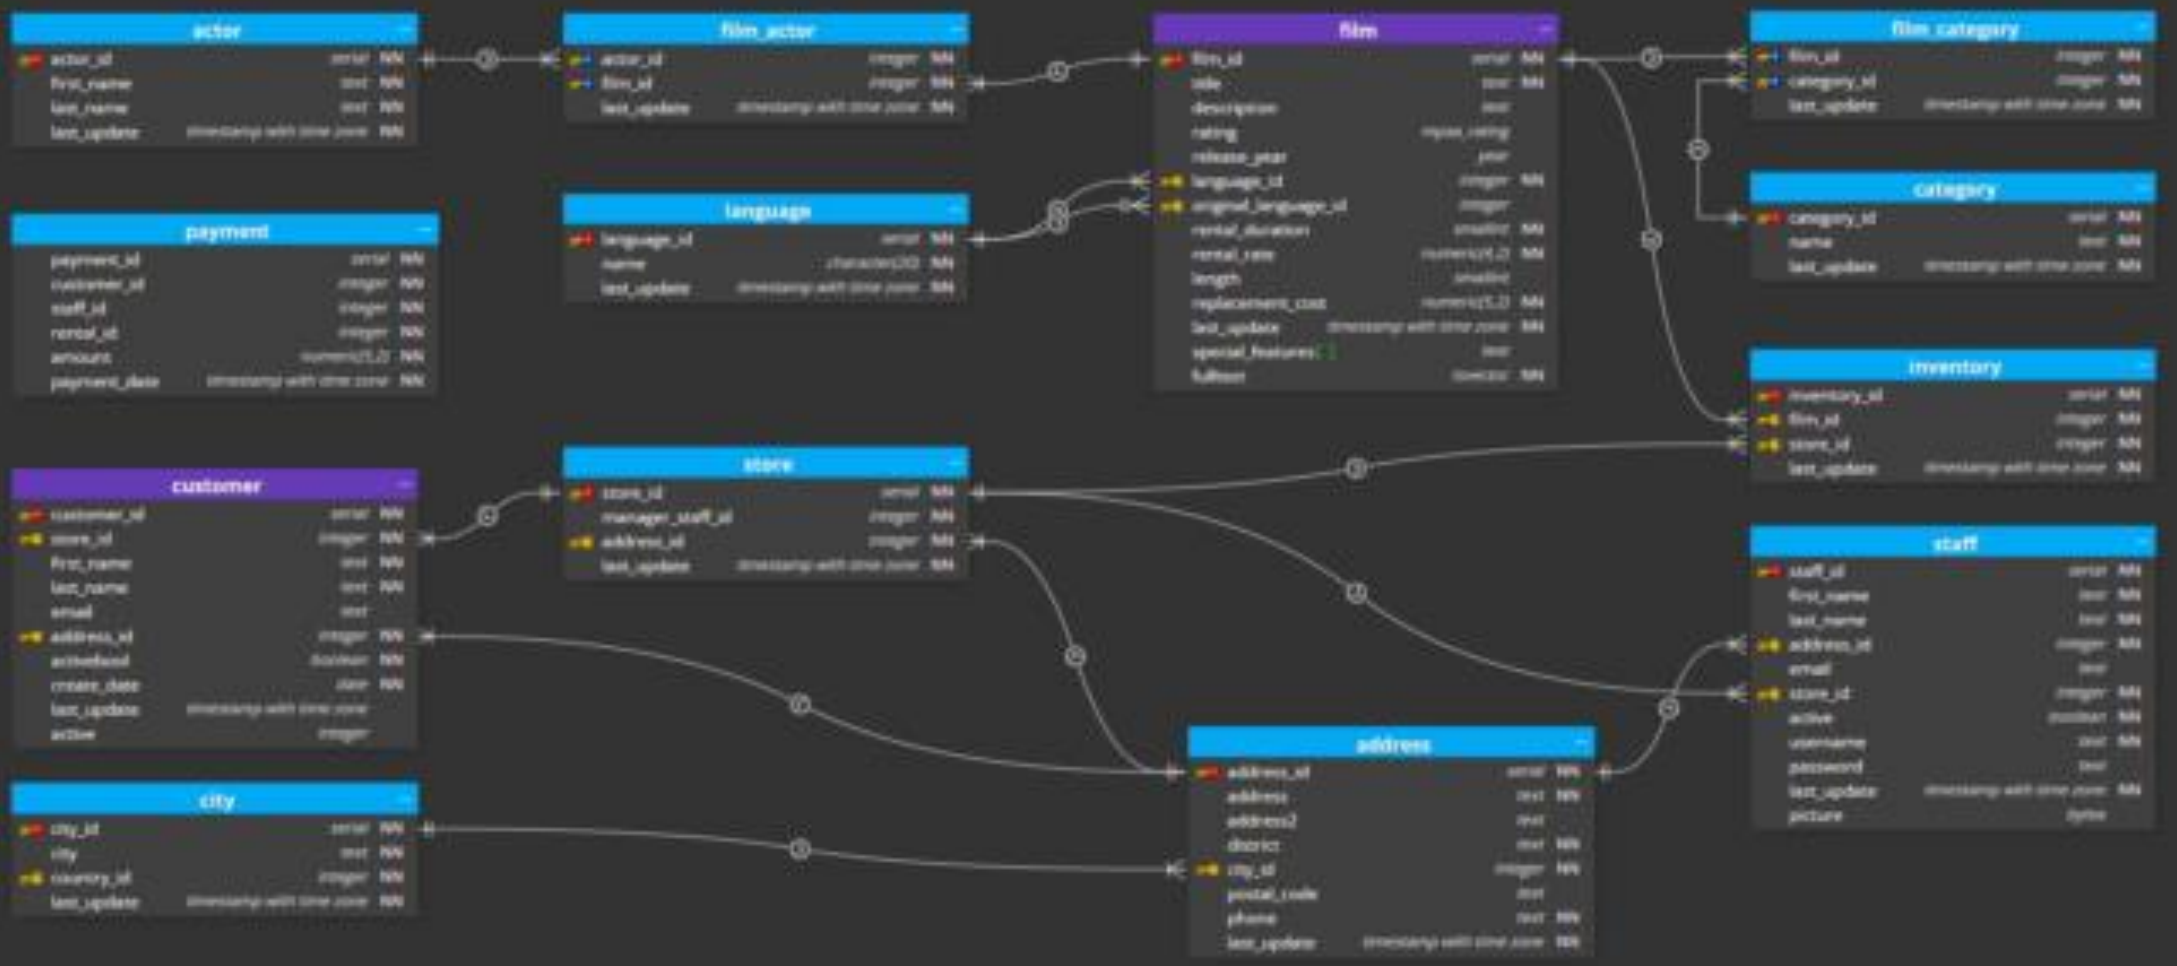 actor
actor_id serial NN
first_name text NN
last_name text NN
last_update timestamp with time zone NN
film_actor
actor_id integer NN
film_id integer NN
last_update timestamp with time zone NN
film
film_id serial NN
title text NN
description text
rating mpaa_rating
release_year year
language_id integer NN
original_language_id integer
rental_duration smallint NN
rental_rate numeric(4,2) NN
length smallint
replacement_cost numeric(5,2) NN
last_update timestamp with time zone NN
special_features[ ] text
fulltext tsvector NN
film_category
film_id integer NN
category_id integer NN
last_update timestamp with time zone NN
category
category_id serial NN
name text NN
last_update timestamp with time zone NN
payment
payment_id serial NN
customer_id integer NN
staff_id integer NN
rental_id integer NN
amount numeric(5,2) NN
payment_date timestamp with time zone NN
language
language_id serial NN
name character(20) NN
last_update timestamp with time zone NN
inventory
inventory_id serial NN
film_id integer NN
store_id integer NN
last_update timestamp with time zone NN
customer
customer_id serial NN
store_id integer NN
first_name text NN
last_name text NN
email text
address_id integer NN
activebool boolean NN
create_date date NN
last_update timestamp with time zone
active integer
store
store_id serial NN
manager_staff_id integer NN
address_id integer NN
last_update timestamp with time zone NN
staff
staff_id serial NN
first_name text NN
last_name text NN
address_id integer NN
email text
store_id integer NN
active boolean NN
username text NN
password text
last_update timestamp with time zone NN
picture bytea
city
city_id serial NN
city text NN
country_id integer NN
last_update timestamp with time zone NN
address
address_id serial NN
address text NN
address2 text
district text NN
city_id integer NN
postal_code text
phone text NN
last_update timestamp with time zone NN